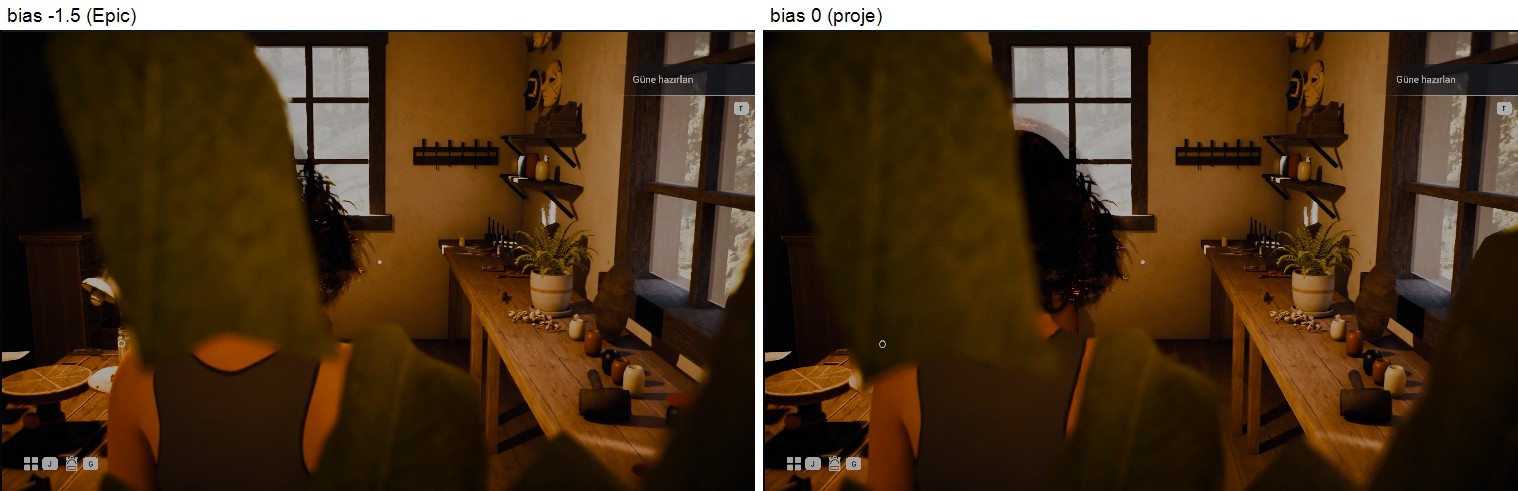 bias -1.5 (Epic)
bias 0 (proje)
Güne hazırlan
T
J
G
Güne hazırlan
T
J
G